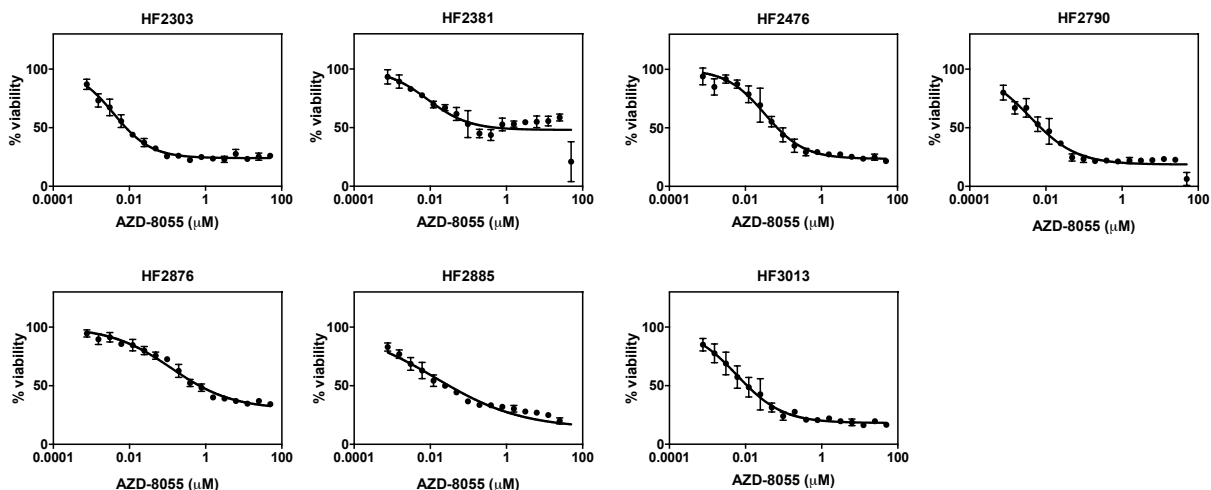 HF2303
HF2381
HF2476
HF2790
% viability
100
50
0
0.0001
0.01
1
100
AZD-8055 (μM)
% viability
100
50
0
0.0001
0.01
1
100
AZD-8055 (μM)
% viability
100
50
0
0.0001
0.01
1
100
AZD-8055 (μM)
% viability
100
50
0
0.0001
0.01
1
100
AZD-8055 (μM)
HF2876
HF2885
HF3013
% viability
100
50
0
0.0001
0.01
1
100
AZD-8055 (μM)
% viability
100
50
0
0.0001
0.01
1
100
AZD-8055 (μM)
% viability
100
50
0
0.0001
0.01
1
100
AZD-8055 (μM)